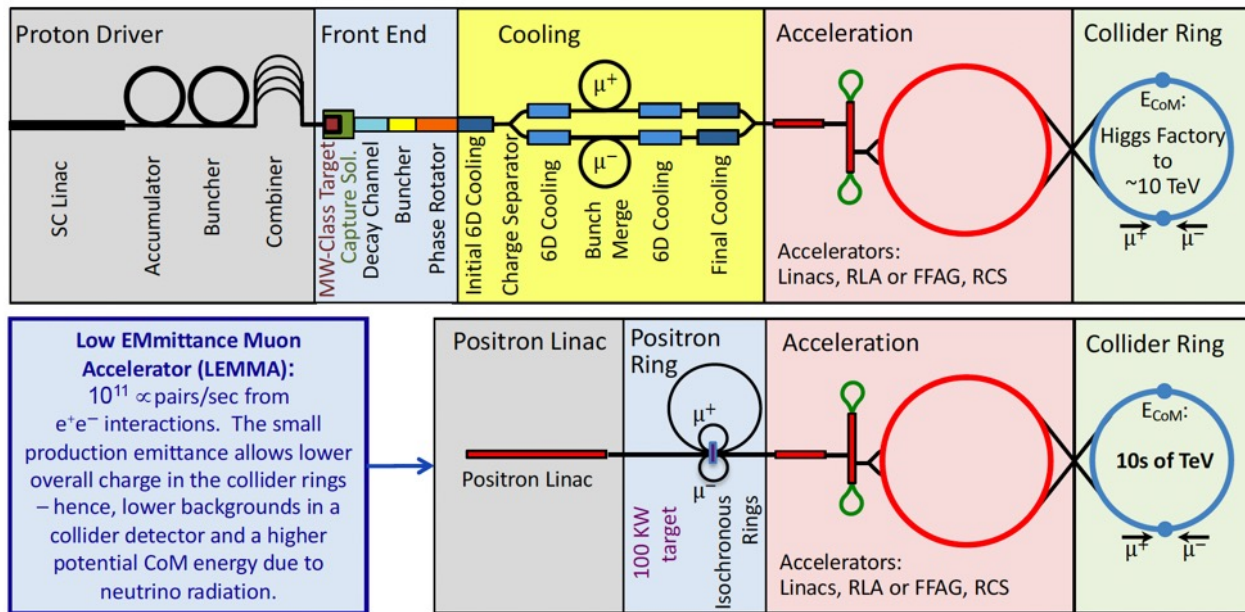 Proton Driver
Front End
Cooling
Acceleration
Collider Ring
SC Linac
Accumulator
Buncher
Combiner
MW-Class Target
Capture Sol.
Decay Channel
Buncher
Phase Rotator
Initial 6D Cooling
Charge Separator
6D Cooling
μ+
μ−
Bunch
Merge
6D Cooling
Final Cooling
Accelerators:
Linacs, RLA or FFAG, RCS
ECoM:
Higgs Factory
to
~10 TeV
μ+ μ−
Low EMmittance Muon
Accelerator (LEMMA):
10¹¹ ∝ pairs/sec from
e⁺e⁻ interactions. The small
production emittance allows lower
overall charge in the collider rings
– hence, lower backgrounds in a
collider detector and a higher
potential CoM energy due to
neutrino radiation.
Positron Linac
Positron
Ring
Acceleration
Collider Ring
Positron Linac
μ+
μ−
100 KW
target
Isochronous
Rings
Accelerators:
Linacs, RLA or FFAG, RCS
ECoM:
10s of TeV
μ+ μ−